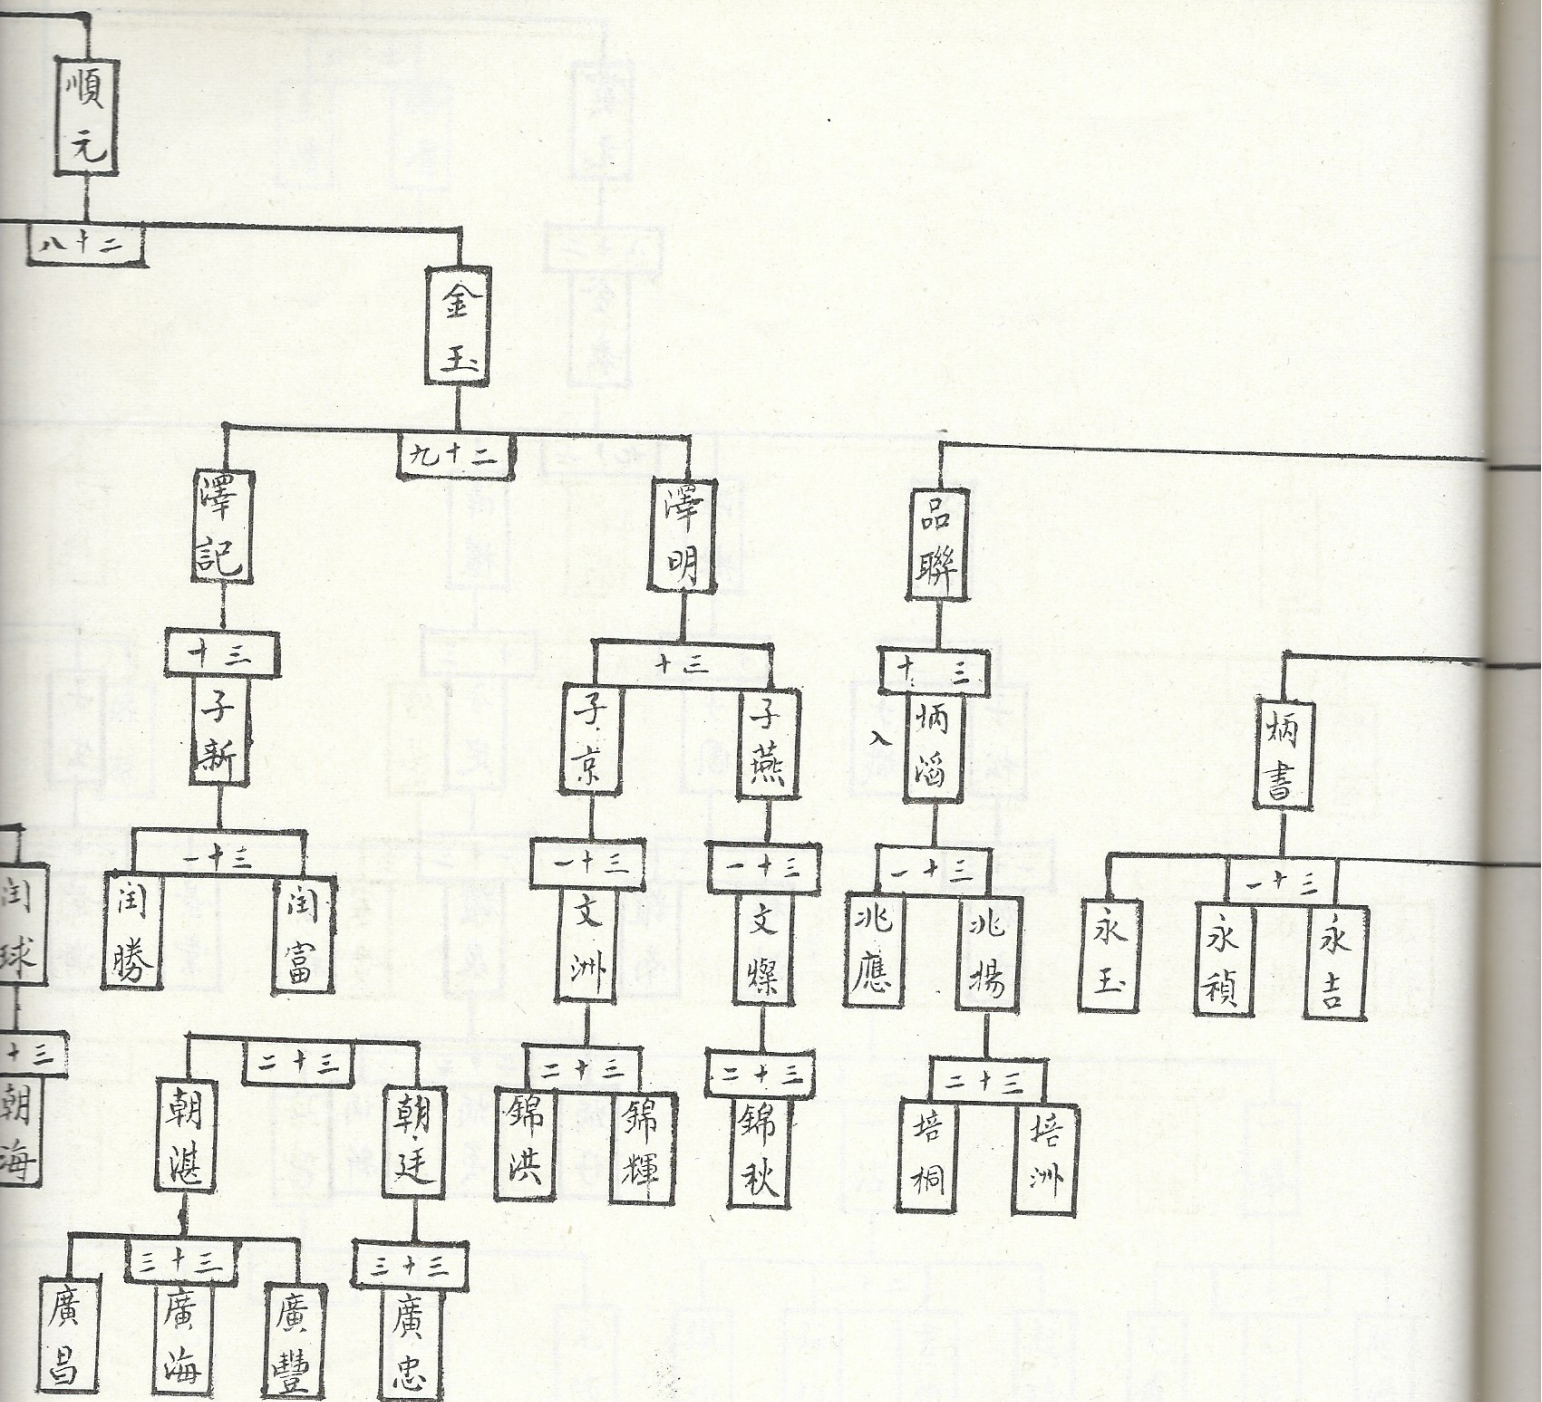 順元
八十二
金玉
九十二
澤記
澤明
品聯
十三
十三
十三
子新
子京
子燕
入
炳滔
炳書
一十三
一十三
一十三
一十三
一十三
閏球
閏勝
閏富
文洲
文燦
兆應
兆揚
永玉
永禎
永吉
十三
二十三
二十三
二十三
二十三
朝海
朝湛
朝廷
錦洪
錦輝
錦秋
培桐
培洲
三十三
三十三
廣昌
廣海
廣豐
廣忠